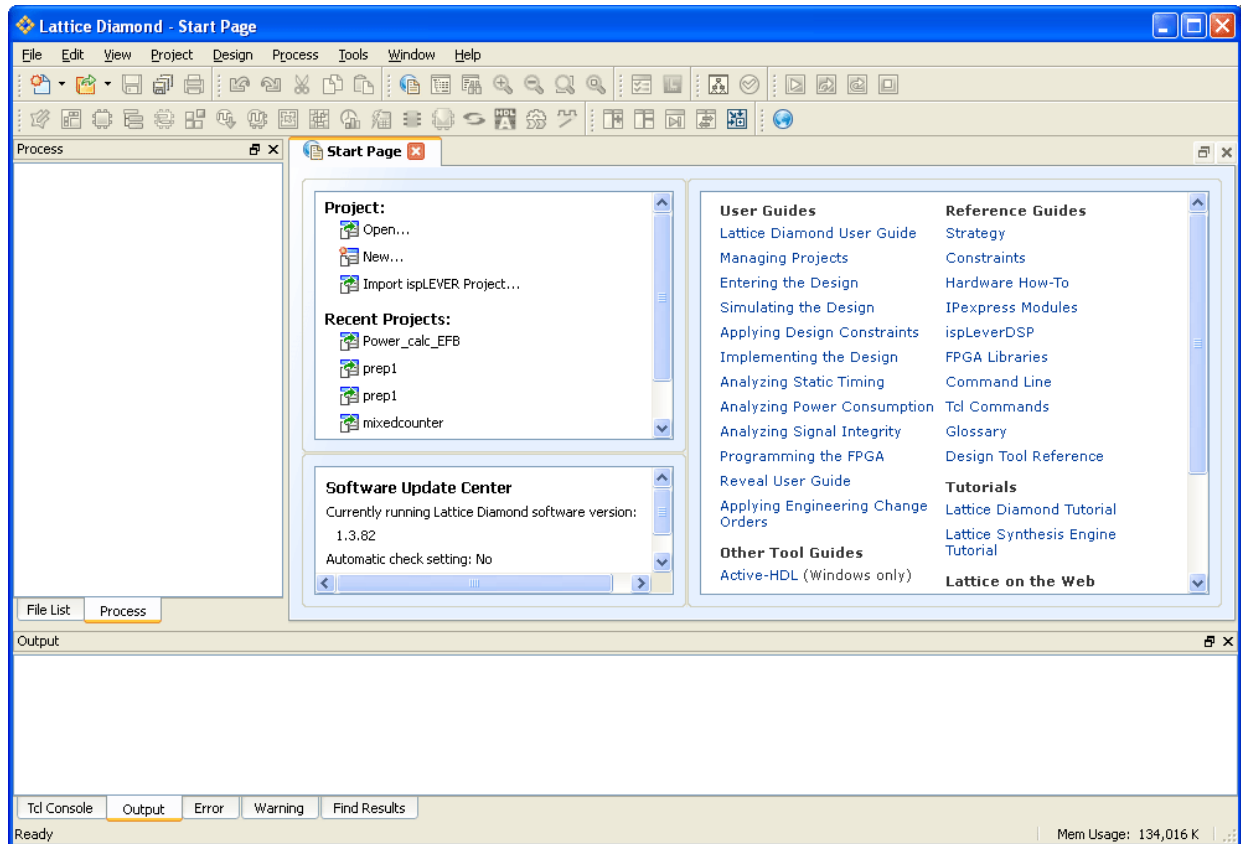 Lattice Diamond - Start Page
File Edit View Project Design Process Tools Window Help
Process
Start Page
Project:
Open...
New...
Import ispLEVER Project...
Recent Projects:
Power_calc_EFB
prep1
prep1
mixedcounter
Software Update Center
Currently running Lattice Diamond software version:
1.3.82
Automatic check setting: No
User Guides
Lattice Diamond User Guide
Managing Projects
Entering the Design
Simulating the Design
Applying Design Constraints
Implementing the Design
Analyzing Static Timing
Analyzing Power Consumption
Analyzing Signal Integrity
Programming the FPGA
Reveal User Guide
Applying Engineering Change
Orders
Other Tool Guides
Active-HDL (Windows only)
Reference Guides
Strategy
Constraints
Hardware How-To
IPexpress Modules
ispLeverDSP
FPGA Libraries
Command Line
Tcl Commands
Glossary
Design Tool Reference
Tutorials
Lattice Diamond Tutorial
Lattice Synthesis Engine
Tutorial
Lattice on the Web
File List Process
Output
Tcl Console Output Error Warning Find Results
Ready Mem Usage: 134,016 K